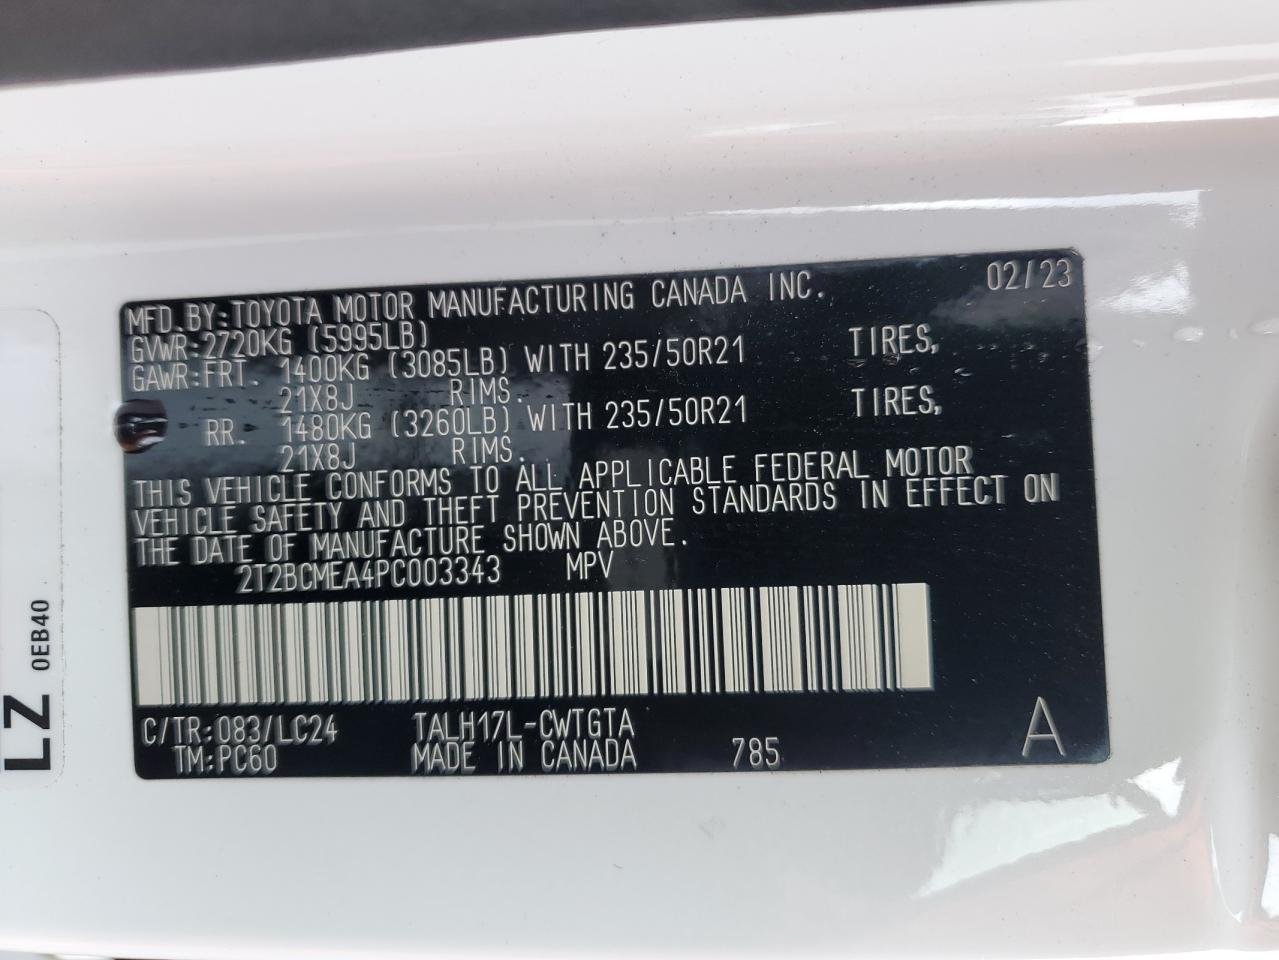 MFD.BY:TOYOTA MOTOR MANUFACTURING CANADA INC. 02/23
GVWR:2720KG (5995LB)
GAWR:FRT. 1400KG (3085LB) WITH 235/50R21 TIRES,
21X8J RIMS.
RR. 1480KG (3260LB) WITH 235/50R21 TIRES,
21X8J RIMS.
THIS VEHICLE CONFORMS TO ALL APPLICABLE FEDERAL MOTOR
VEHICLE SAFETY AND THEFT PREVENTION STANDARDS IN EFFECT ON
THE DATE OF MANUFACTURE SHOWN ABOVE.
2T2BCMEA4PC003343 MPV
C/TR:083/LC24 TALH17L-CWTGTA
TM:PC60 MADE IN CANADA 785 A
LZ 0EB40